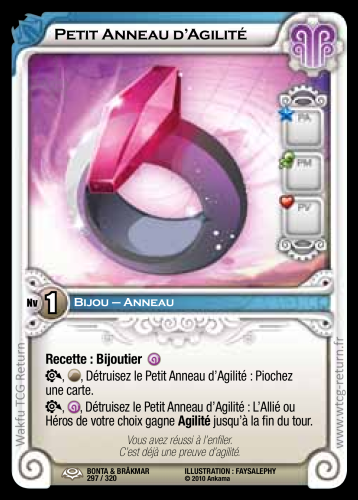 Petit Anneau d'Agilité
PA
PM
PV
Nv 1 Bijou – Anneau
Recette : Bijoutier
, , Détruisez le Petit Anneau d'Agilité : Piochez
une carte.
, , Détruisez le Petit Anneau d'Agilité : L'Allié ou
Héros de votre choix gagne Agilité jusqu'à la fin du tour.
Vous avez réussi à l'enfiler.
C'est déjà une preuve d'agilité.
BONTA & BRÂKMAR
297 / 320
ILLUSTRATION : FAYSALEPHY
© 2010 Ankama
Wakfu TCG Return
www.wtcg-return.fr